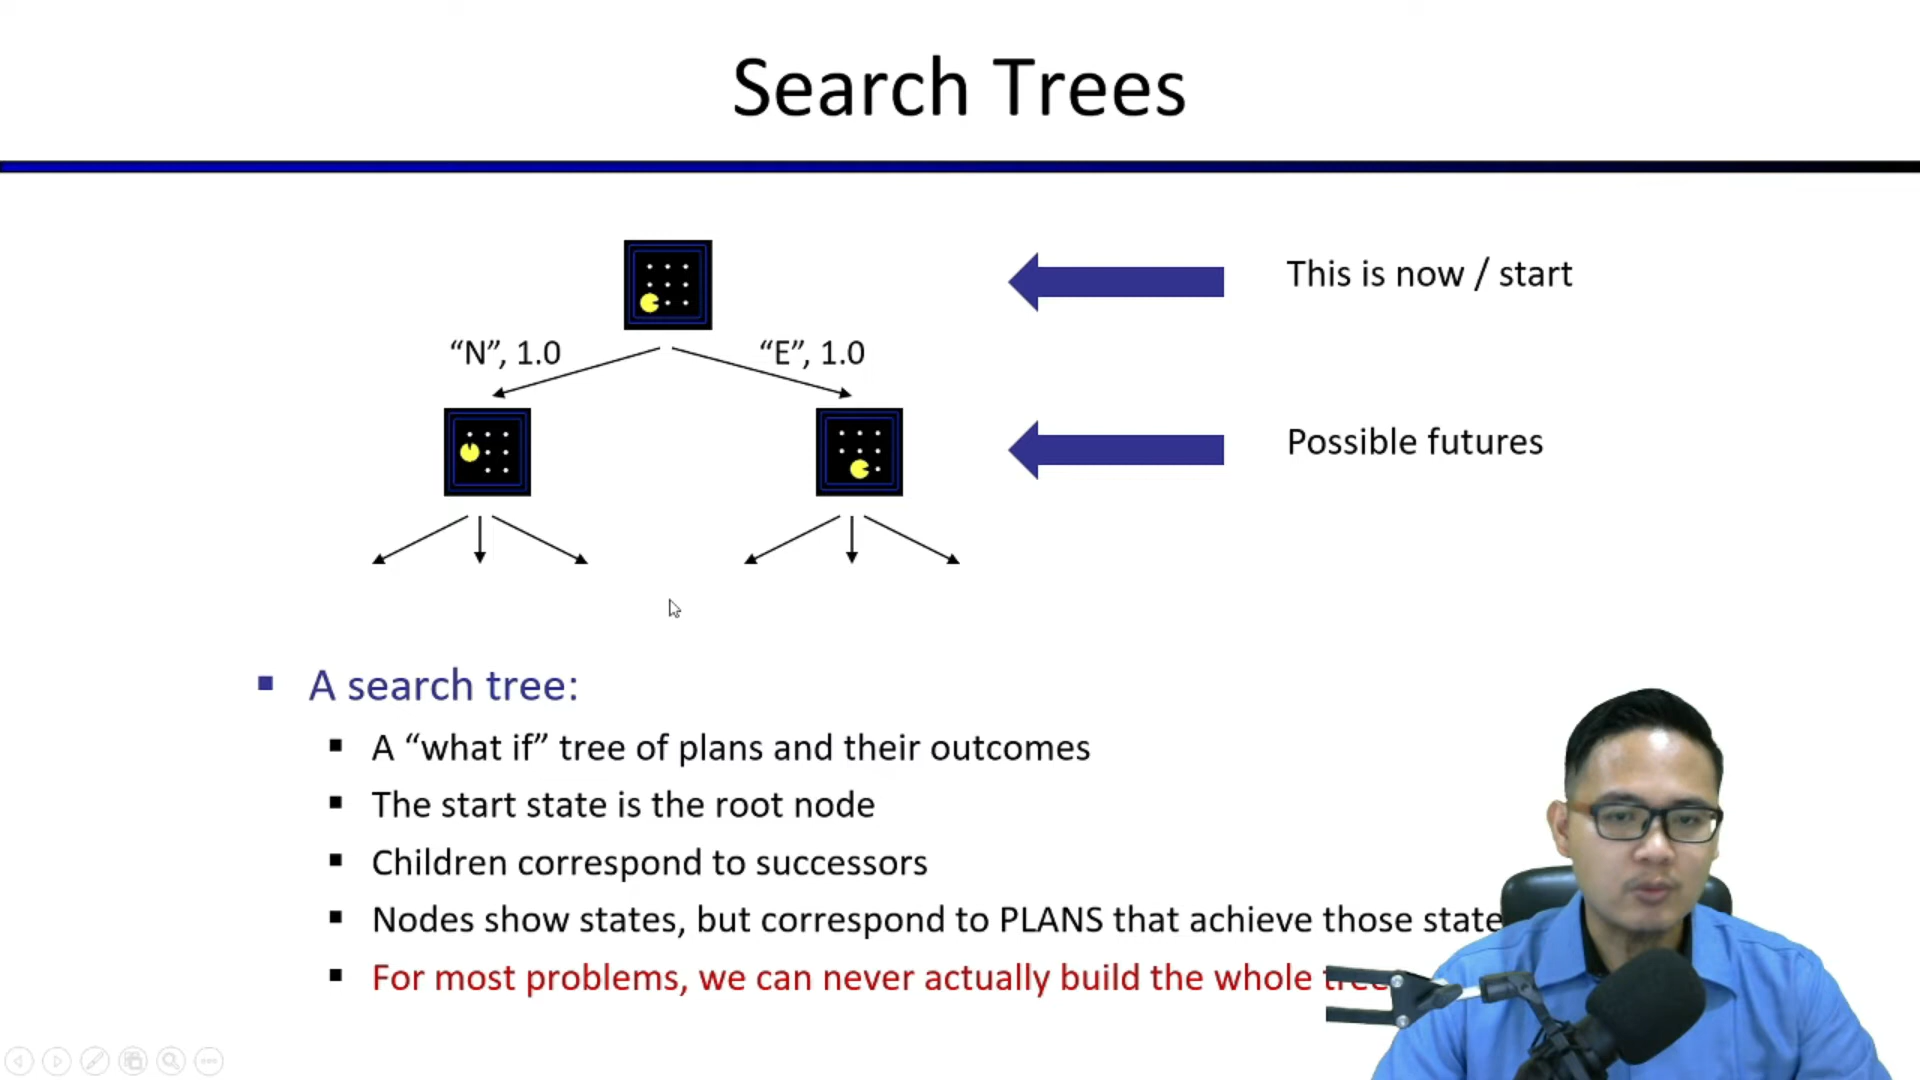 Search Trees
This is now / start
“N”, 1.0
“E”, 1.0
Possible futures
A search tree:
A “what if” tree of plans and their outcomes
The start state is the root node
Children correspond to successors
Nodes show states, but correspond to PLANS that achieve those state
For most problems, we can never actually build the whole tree